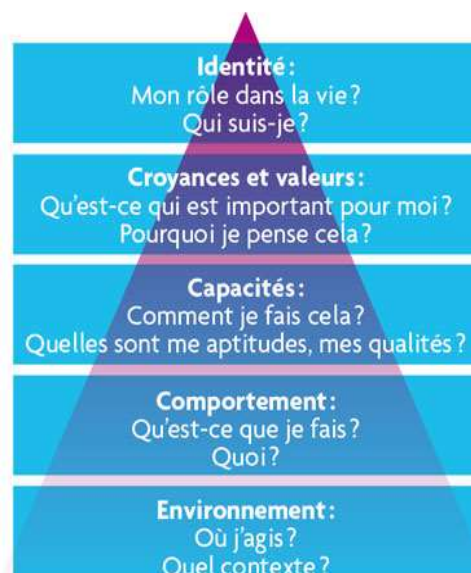 Identité :
Mon rôle dans la vie ?
Qui suis-je ?
Croyances et valeurs :
Qu'est-ce qui est important pour moi ?
Pourquoi je pense cela ?
Capacités :
Comment je fais cela ?
Quelles sont me aptitudes, mes qualités ?
Comportement :
Qu'est-ce que je fais ?
Quoi ?
Environnement :
Où j'agis ?
Quel contexte ?